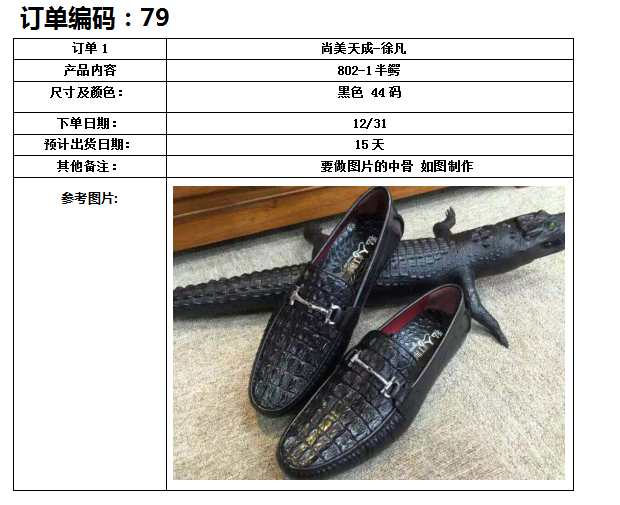 订单编码：79
订单 1 尚美天成-徐凡
产品内容 802-1 半鳄
尺寸及颜色： 黑色 44 码
下单日期： 12/31
预计出货日期： 15 天
其他备注： 要做图片的中骨 如图制作
参考图片: